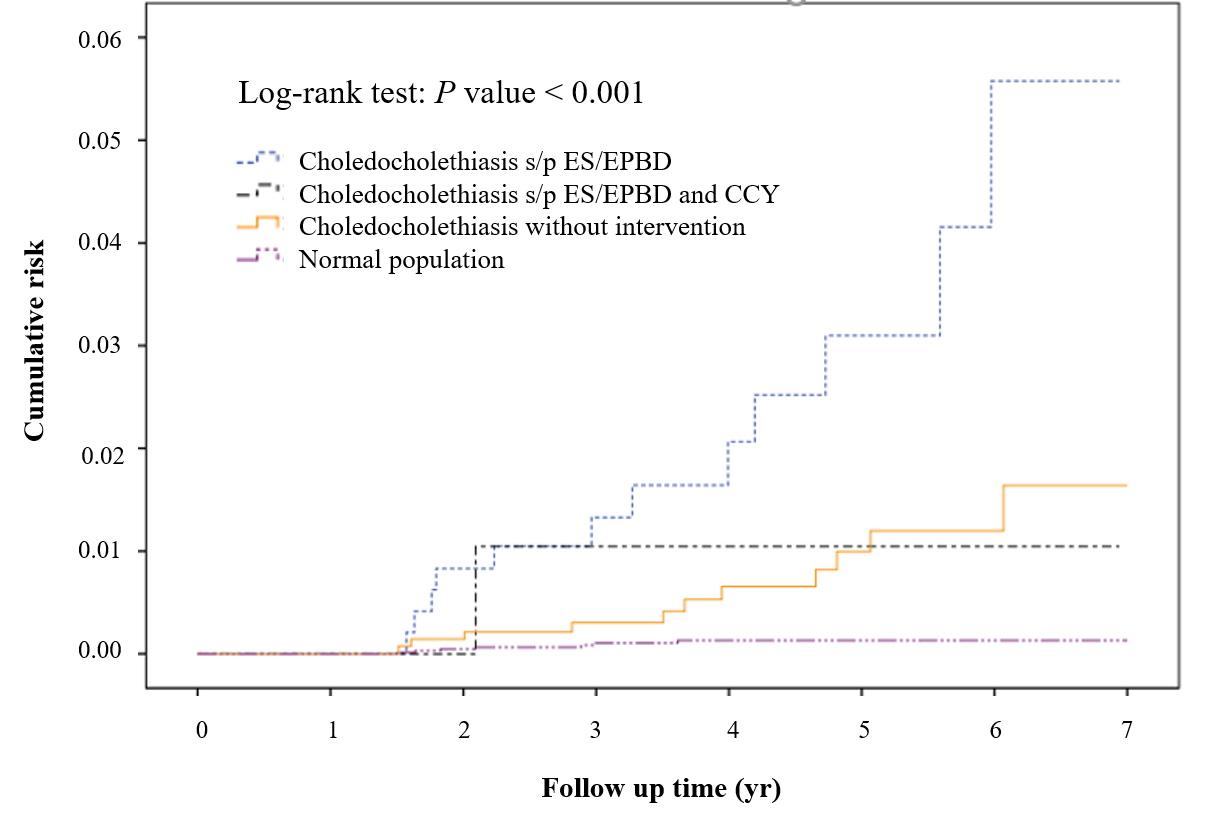 0.06
Log-rank test: P value < 0.001
0.05
Choledocholethiasis s/p ES/EPBD
Choledocholethiasis s/p ES/EPBD and CCY
Choledocholethiasis without intervention
Normal population
0.04
0.03
0.02
0.01
0.00
Cumulative risk
0 1 2 3 4 5 6 7
Follow up time (yr)